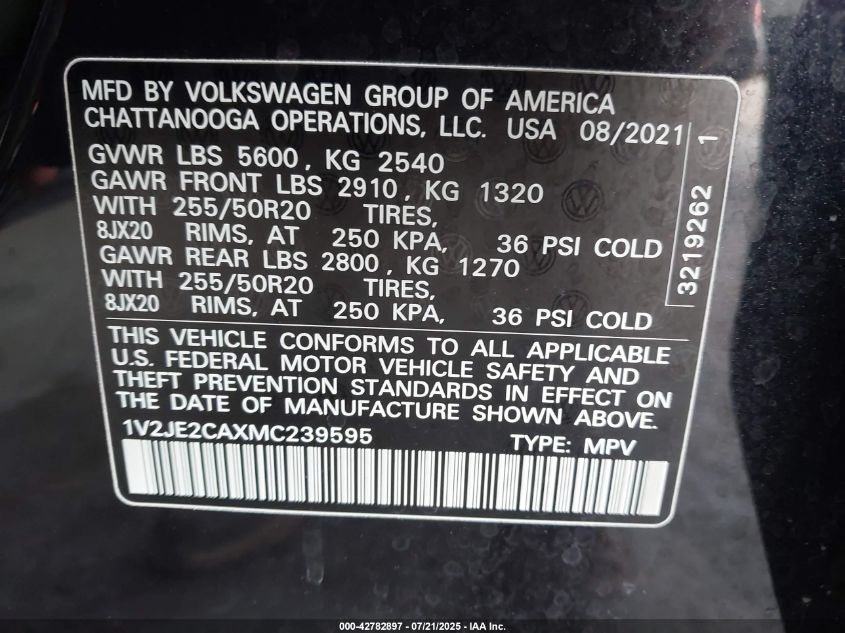 MFD BY VOLKSWAGEN GROUP OF AMERICA
CHATTANOOGA OPERATIONS, LLC. USA 08/2021
GVWR LBS 5600, KG 2540
GAWR FRONT LBS 2910, KG 1320
WITH 255/50R20 TIRES,
8JX20 RIMS, AT 250 KPA, 36 PSI COLD
GAWR REAR LBS 2800, KG 1270
WITH 255/50R20 TIRES,
8JX20 RIMS, AT 250 KPA, 36 PSI COLD
3219262 1
THIS VEHICLE CONFORMS TO ALL APPLICABLE
U.S. FEDERAL MOTOR VEHICLE SAFETY AND
THEFT PREVENTION STANDARDS IN EFFECT ON
THE DATE OF MANUFACTURE SHOWN ABOVE.
1V2JE2CAXMC239595 TYPE: MPV
000-42782897 - 07/21/2025 - IAA Inc.